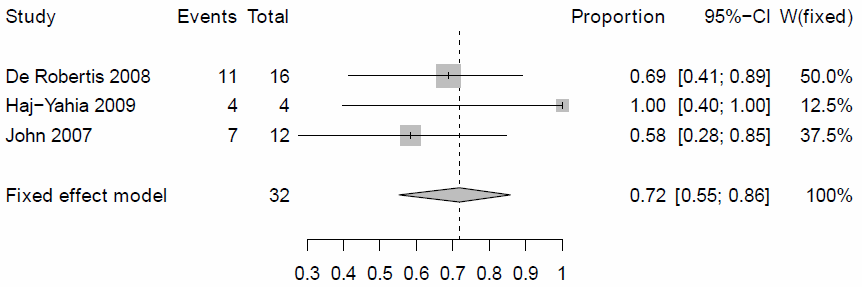 Study Events Total Proportion 95%−CI W(fixed)
De Robertis 2008 11 16 0.69 [0.41; 0.89] 50.0%
Haj−Yahia 2009 4 4 1.00 [0.40; 1.00] 12.5%
John 2007 7 12 0.58 [0.28; 0.85] 37.5%
Fixed effect model 32 0.72 [0.55; 0.86] 100%
0.3 0.4 0.5 0.6 0.7 0.8 0.9 1